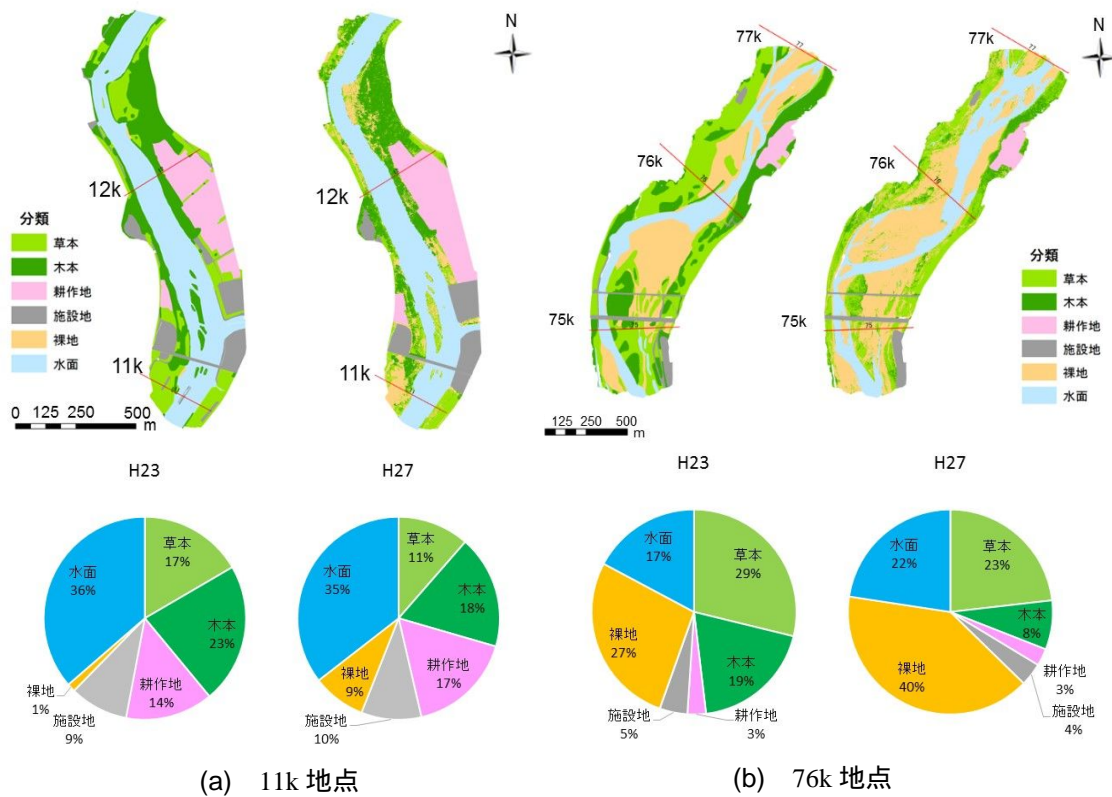 N
12k
11k
分類
草本
木本
耕作地
施設地
裸地
水面
0 125 250 500
m
12k
11k
N
77k
76k
75k
125 250 500
m
77k
76k
75k
分類
草本
木本
耕作地
施設地
裸地
水面
H23
H27
H23
H27
水面
36%
草本
17%
木本
23%
耕作地
14%
施設地
9%
裸地
1%
水面
35%
草本
11%
木本
18%
耕作地
17%
施設地
10%
裸地
9%
水面
17%
草本
29%
木本
19%
耕作地
3%
施設地
5%
裸地
27%
水面
22%
草本
23%
木本
8%
耕作地
3%
施設地
4%
裸地
40%
(a) 11k 地点
(b) 76k 地点